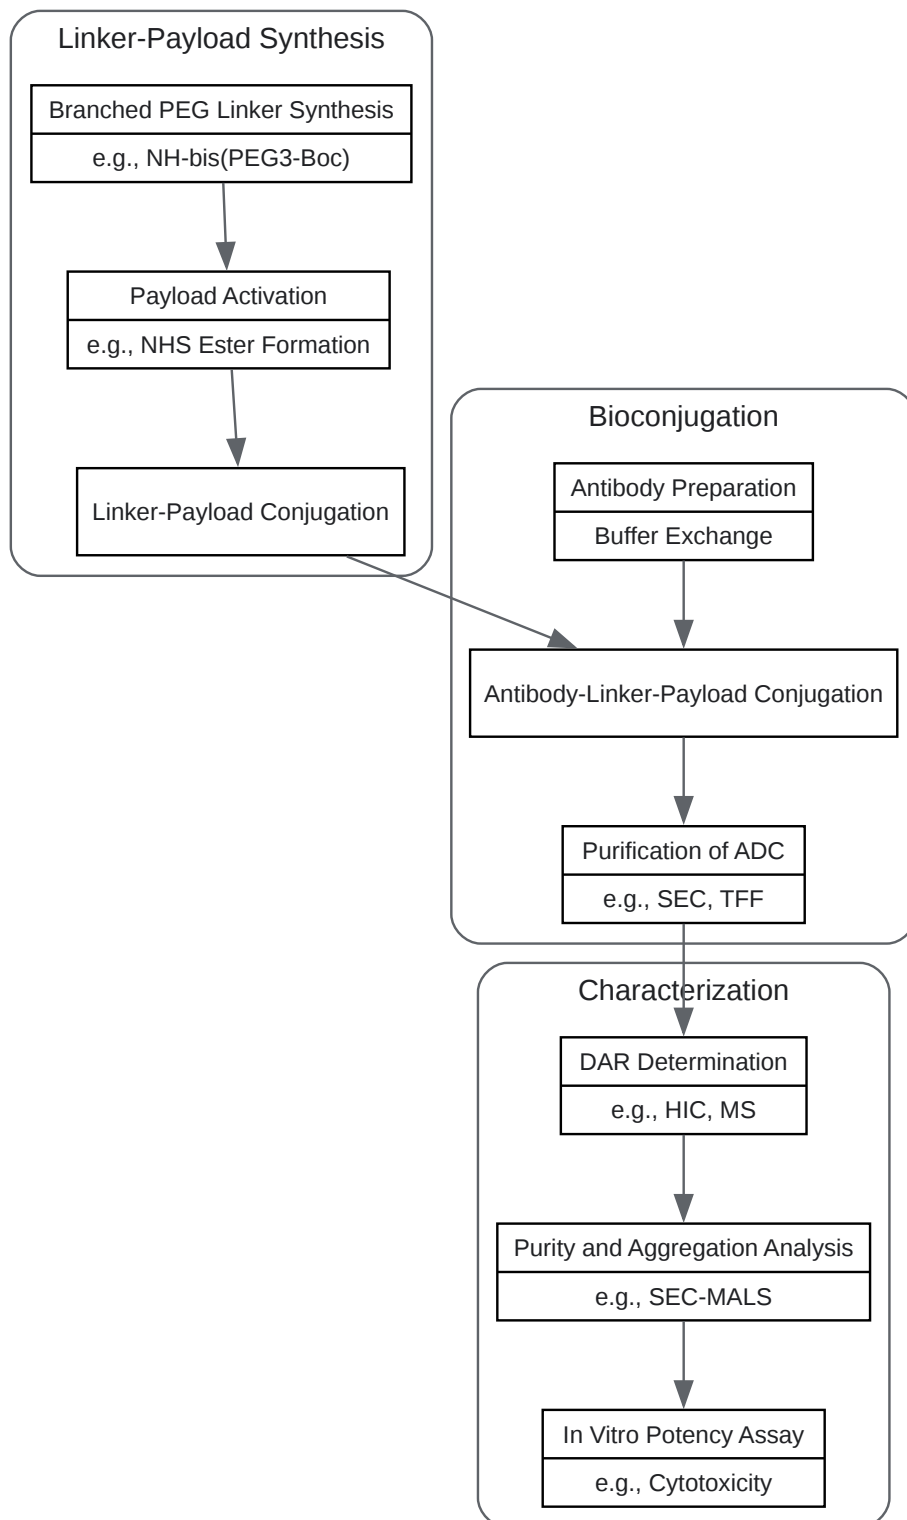 Linker-Payload Synthesis
Branched PEG Linker Synthesis
e.g., NH-bis(PEG3-Boc)
Payload Activation
e.g., NHS Ester Formation
Linker-Payload Conjugation
Bioconjugation
Antibody Preparation
Buffer Exchange
Antibody-Linker-Payload Conjugation
Purification of ADC
e.g., SEC, TFF
Characterization
DAR Determination
e.g., HIC, MS
Purity and Aggregation Analysis
e.g., SEC-MALS
In Vitro Potency Assay
e.g., Cytotoxicity